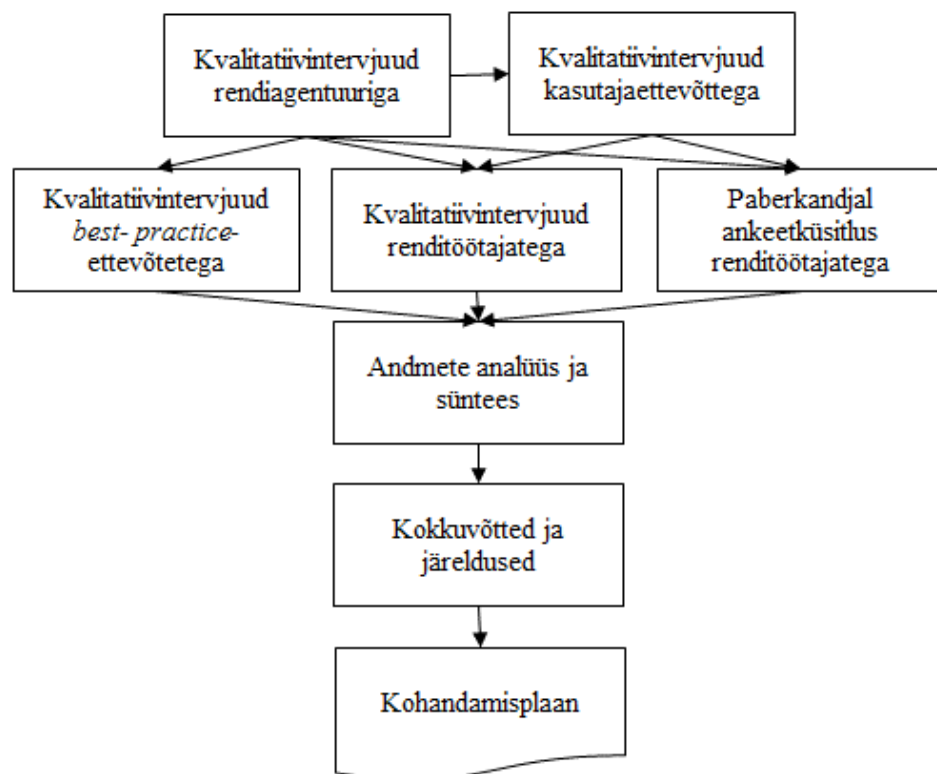 Kvalitatiivintervjuud
rendiagentuuriga
Kvalitatiivintervjuud
kasutajaettevõttega
Kvalitatiivintervjuud
best- practice-
ettevõtetega
Kvalitatiivintervjuud
renditöötajatega
Paberkandjal
ankeetküsitlus
renditöötajatega
Andmete analüüs ja
süntees
Kokkuvõtted ja
järeldused
Kohandamisplaan